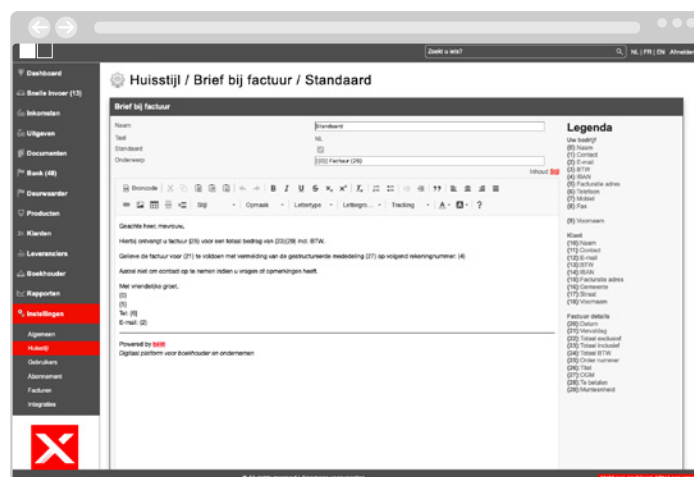 Zoekt u iets?
NL | FR | EN Afmelden
Dashboard
Snelle invoer (13)
Inkomsten
Uitgaven
Documenten
Bank (48)
Deurwaarder
Producten
Klanten
Leveranciers
Boekhouder
Rapporten
Instellingen
Algemeen
Huisstijl
Gebruikers
Abonnement
Facturen
Integraties
Huisstijl / Brief bij factuur / Standaard
Brief bij factuur
Naam Standaard
Taal NL
Standaard
Onderwerp [{0}] Factuur {26}
Inhoud
Broncode
Stijl Opmaak Lettertype Lettergro... Tracking
Geachte heer, mevrouw,
Hierbij ontvangt u factuur {25} voor een totaal bedrag van {23}{29} incl. BTW.
Gelieve de factuur voor {21} te voldoen met vermelding van de gestructureerde mededeling {27} op volgend rekeningnummer: {4}
Aarzel niet om contact op te nemen indien u vragen of opmerkingen heeft.
Met vriendelijke groet,
{0}
{5}
Tel: {6}
E-mail: {2}
Powered by
Digitaal platform voor boekhouder en ondernemen
Legenda
Uw bedrijf
{0} Naam
{1} Contact
{2} E-mail
{3} BTW
{4} IBAN
{5} Facturatie adres
{6} Telefoon
{7} Mobiel
{8} Fax
{9} Voornaam
Klant
{10} Naam
{11} Contact
{12} E-mail
{13} BTW
{14} IBAN
{15} Facturatie adres
{16} Gemeente
{17} Straat
{18} Voornaam
Factuur details
{20} Datum
{21} Vervaldag
{22} Totaal exclusief
{23} Totaal inclusief
{24} Totaal BTW
{25} Order nummer
{26} Titel
{27} OGM
{28} Te betalen
{29} Munteenheid